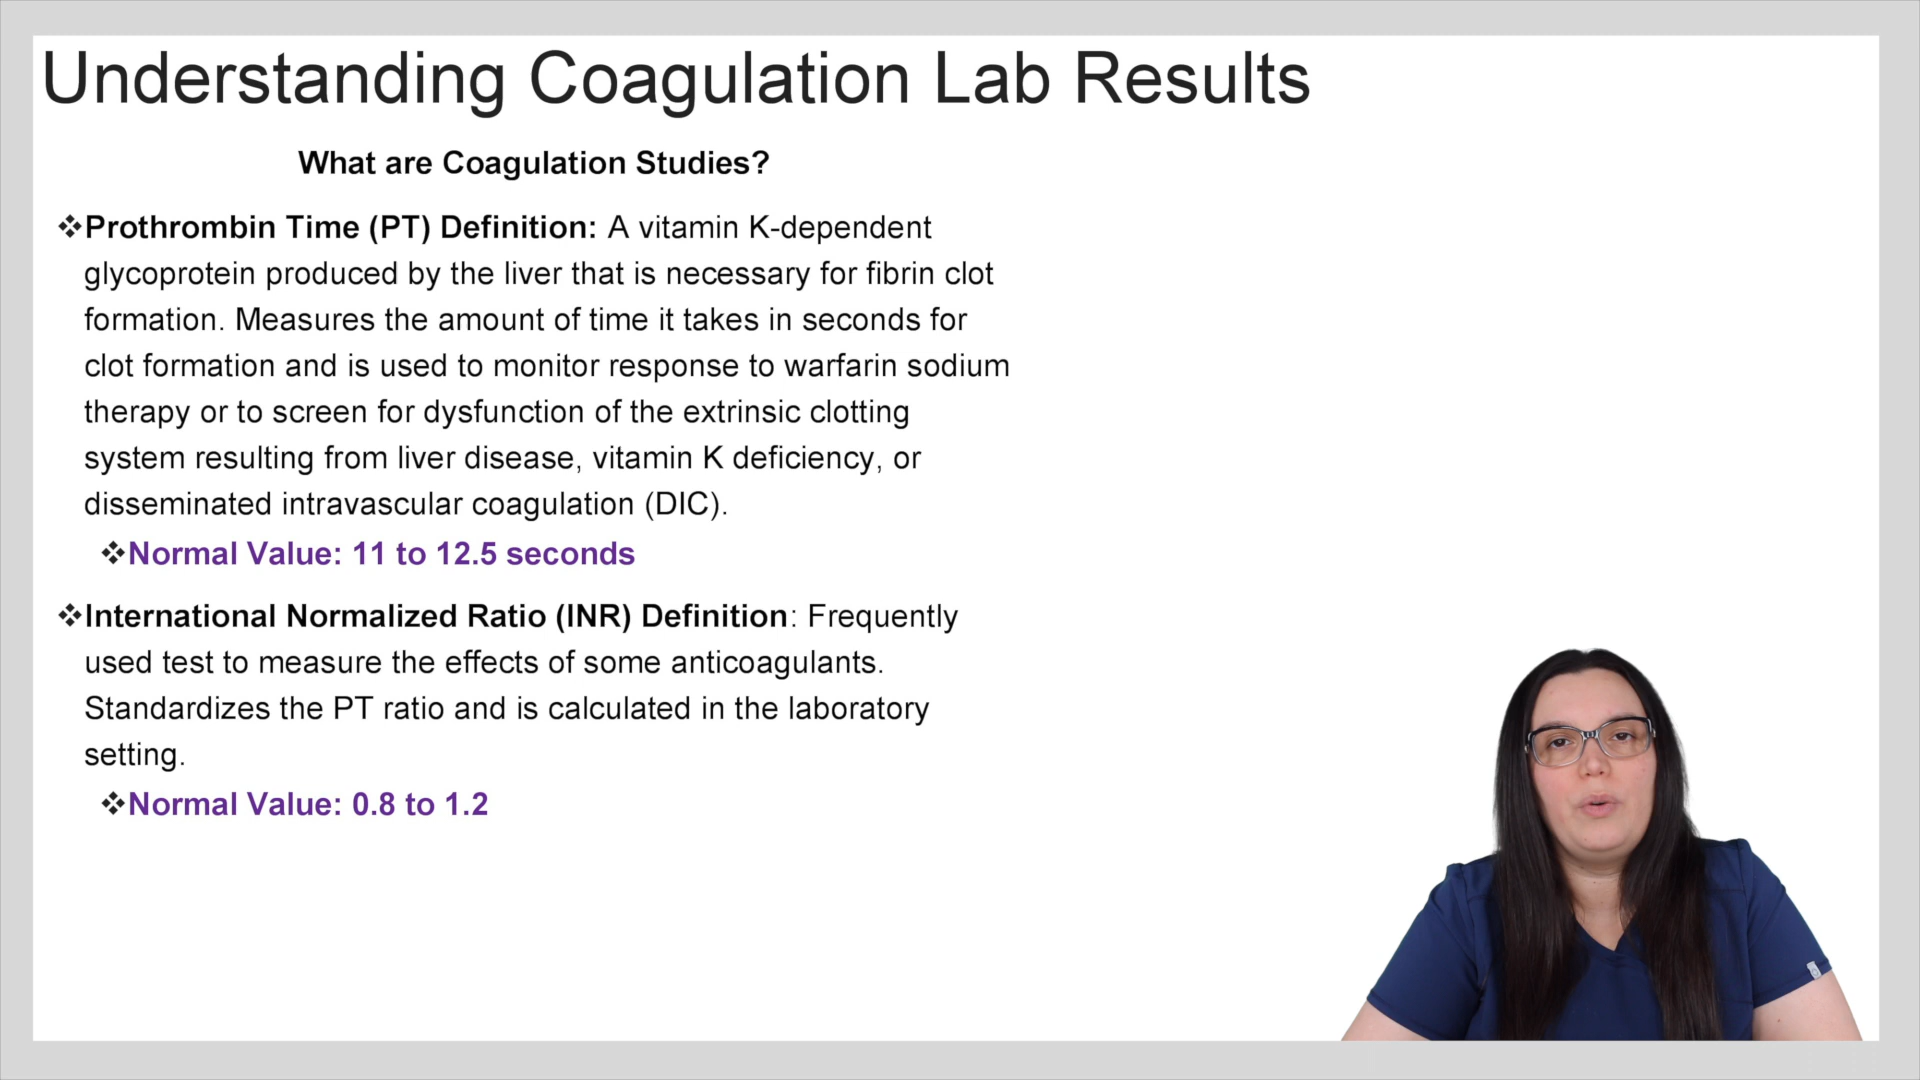 Understanding Coagulation Lab Results
What are Coagulation Studies?
❖Prothrombin Time (PT) Definition: A vitamin K-dependent
glycoprotein produced by the liver that is necessary for fibrin clot
formation. Measures the amount of time it takes in seconds for
clot formation and is used to monitor response to warfarin sodium
therapy or to screen for dysfunction of the extrinsic clotting
system resulting from liver disease, vitamin K deficiency, or
disseminated intravascular coagulation (DIC).
❖Normal Value: 11 to 12.5 seconds
❖International Normalized Ratio (INR) Definition: Frequently
used test to measure the effects of some anticoagulants.
Standardizes the PT ratio and is calculated in the laboratory
setting.
❖Normal Value: 0.8 to 1.2